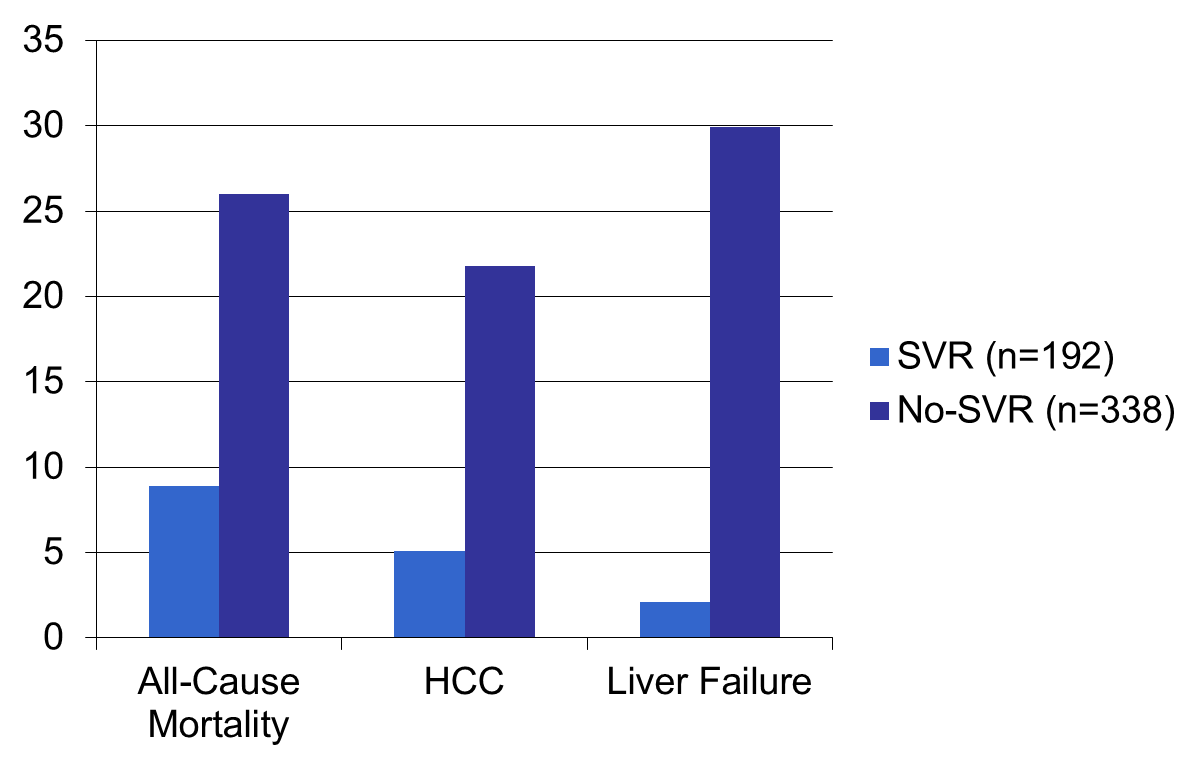 35
30
25
20
15
10
5
0
All-Cause
Mortality
HCC
Liver Failure
SVR (n=192)
No-SVR (n=338)